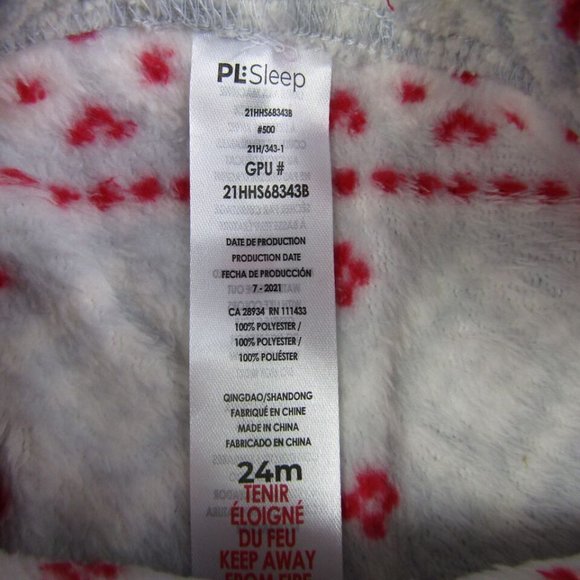 PL:Sleep
21HHS68343B
#500
21H/343-1
GPU #
21HHS68343B
DATE DE PRODUCTION
PRODUCTION DATE
FECHA DE PRODUCCIÓN
7 - 2021
CA 28934 RN 111433
100% POLYESTER /
100% POLYESTER /
100% POLIÉSTER
QINGDAO/SHANDONG
FABRIQUÉ EN CHINE
MADE IN CHINA
FABRICADO EN CHINA
24m
TENIR
ÉLOIGNÉ
DU FEU
KEEP AWAY
FROM FIRE